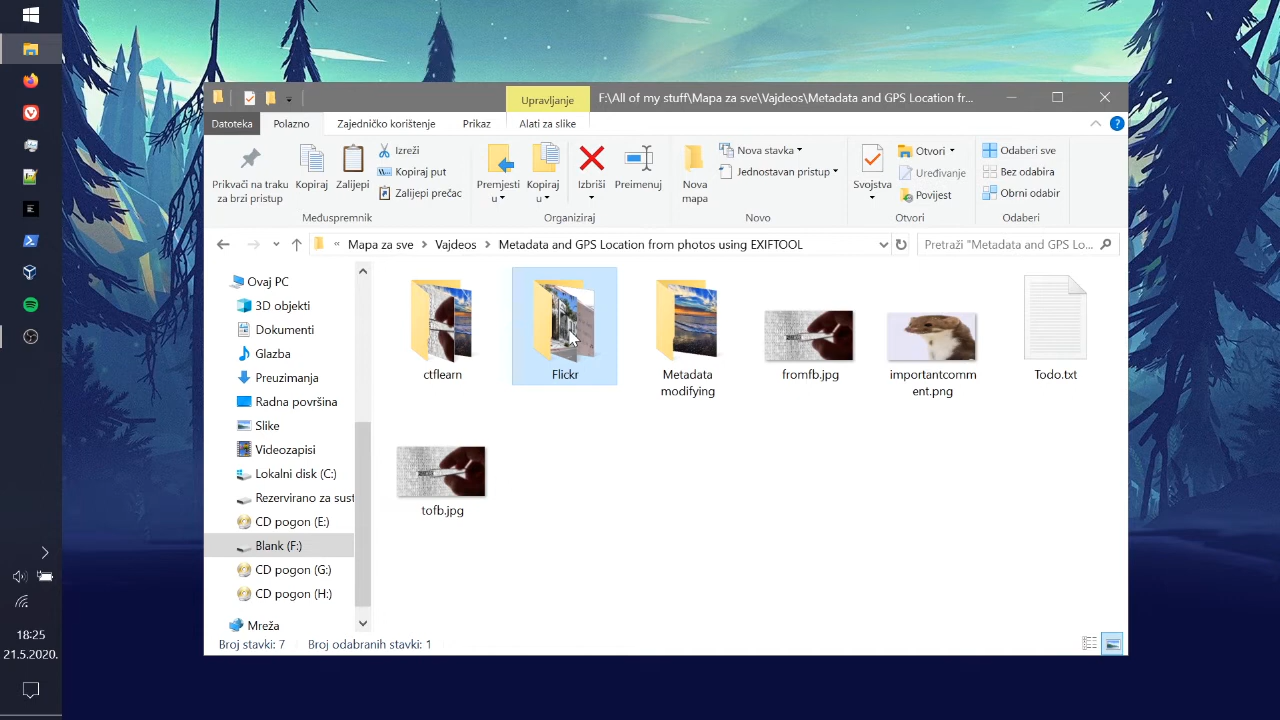 Upravljanje
F:\All of my stuff\Mapa za sve\Vajdeos\Metadata and GPS Location fr...
Datoteka
Polazno
Zajedničko korištenje
Prikaz
Alati za slike
Prikvači na traku za brzi pristup
Kopiraj
Zalijepi
Izreži
Kopiraj put
Zalijepi prečac
Međuspremnik
Premjesti u
Kopiraj u
Izbriši
Preimenuj
Organiziraj
Nova mapa
Nova stavka
Jednostavan pristup
Novo
Svojstva
Otvori
Uređivanje
Povijest
Otvori
Odaberi sve
Bez odabira
Obrni odabir
Odaberi
« Mapa za sve > Vajdeos > Metadata and GPS Location from photos using EXIFTOOL
Pretraži "Metadata and GPS Lo...
Ovaj PC
3D objekti
Dokumenti
Glazba
Preuzimanja
Radna površina
Slike
Videozapisi
Lokalni disk (C:)
Rezervirano za sust
CD pogon (E:)
Blank (F:)
CD pogon (G:)
CD pogon (H:)
Mreža
ctflearn
Flickr
Metadata modifying
fromfb.jpg
importantcomment.png
Todo.txt
tofb.jpg
Broj stavki: 7
Broj odabranih stavki: 1
18:25
21.5.2020.